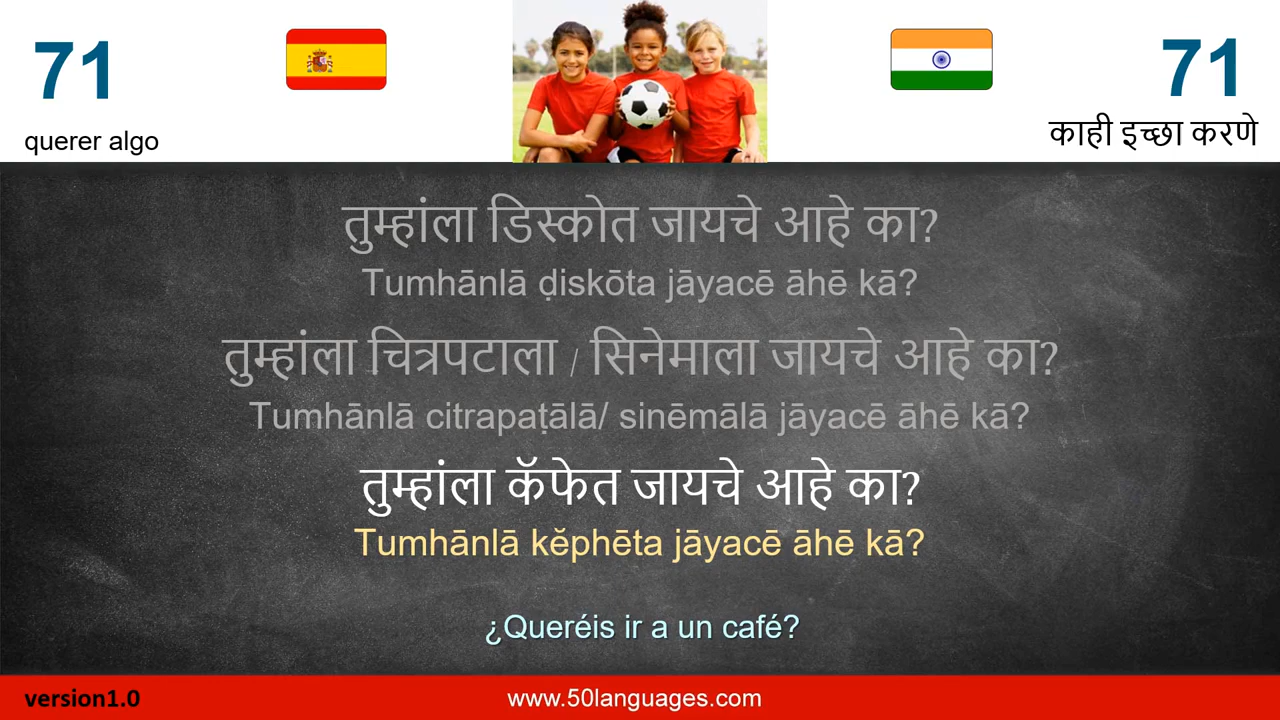 71
71
querer algo
काही इच्छा करणे
तुम्हांला डिस्कोत जायचे आहे का?
Tumhānlā ḍiskōta jāyacē āhē kā?
तुम्हांला चित्रपटाला / सिनेमाला जायचे आहे का?
Tumhānlā citrapaṭālā/ sinēmālā jāyacē āhē kā?
तुम्हांला कॅफेत जायचे आहे का?
Tumhānlā kĕphēta jāyacē āhē kā?
¿Queréis ir a un café?
version1.0
www.50languages.com